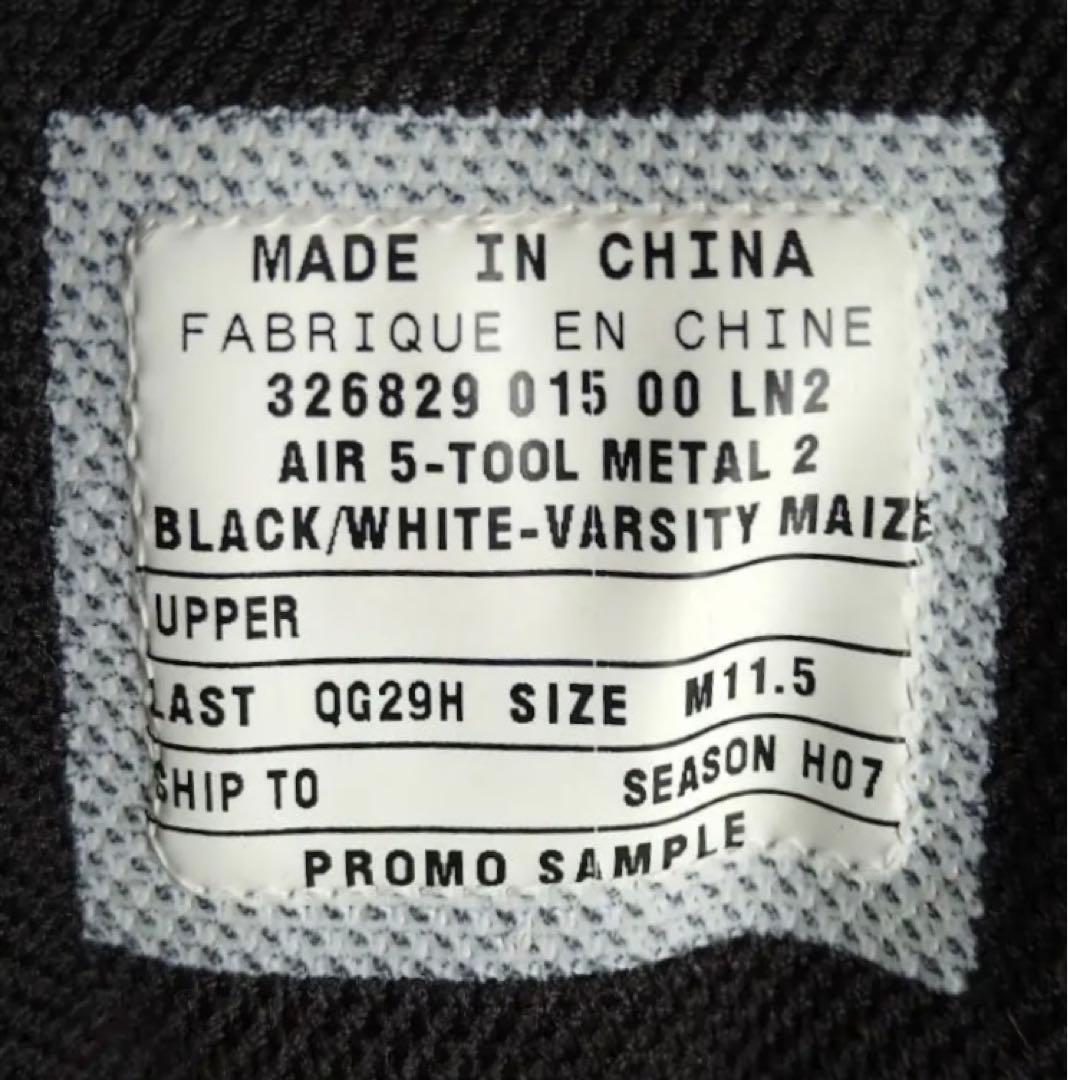 MADE IN CHINA
FABRIQUE EN CHINE
326829 015 00 LN2
AIR 5-TOOL METAL 2
BLACK/WHITE-VARSITY MAIZE
UPPER
LAST QG29H SIZE M11.5
SHIP TO SEASON H07
PROMO SAMPLE